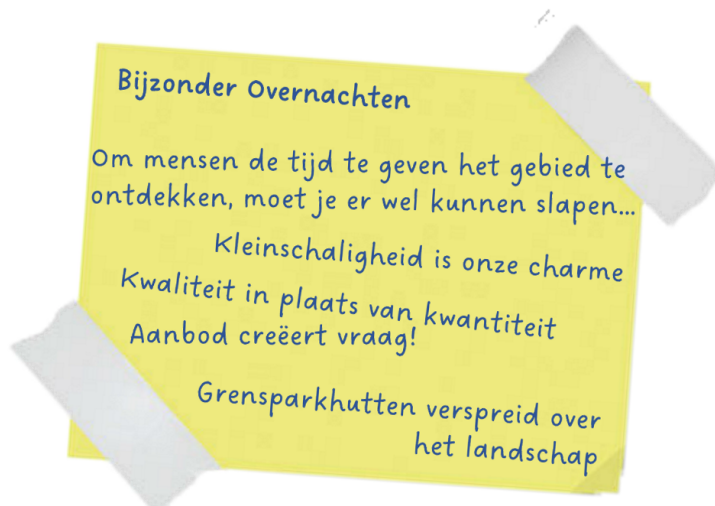 Bijzonder Overnachten
Om mensen de tijd te geven het gebied te
ontdekken, moet je er wel kunnen slapen...
Kleinschaligheid is onze charme
Kwaliteit in plaats van kwantiteit
Aanbod creëert vraag!
Grensparkhutten verspreid over
het landschap